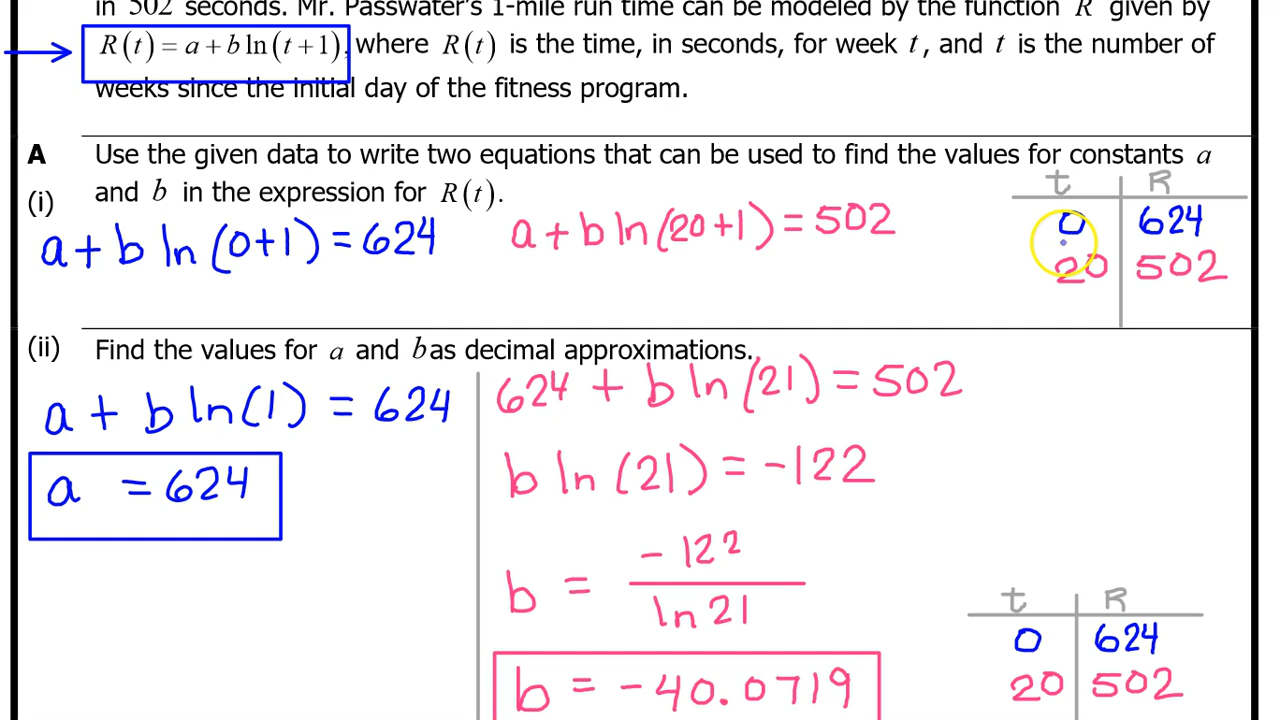 in 502 seconds. Mr. Passwater's 1-mile run time can be modeled by the function R given by
R(t) = a + b ln(t + 1), where R(t) is the time, in seconds, for week t, and t is the number of
weeks since the initial day of the fitness program.
A Use the given data to write two equations that can be used to find the values for constants a
(i) and b in the expression for R(t).
t R
0 624
20 502
a + b ln (0+1) = 624
a + b ln (20+1) = 502
(ii) Find the values for a and b as decimal approximations.
a + b ln(1) = 624
a = 624
624 + b ln(21) = 502
b ln (21) = -122
b = -122 / ln 21
b = -40.0719
t R
0 624
20 502